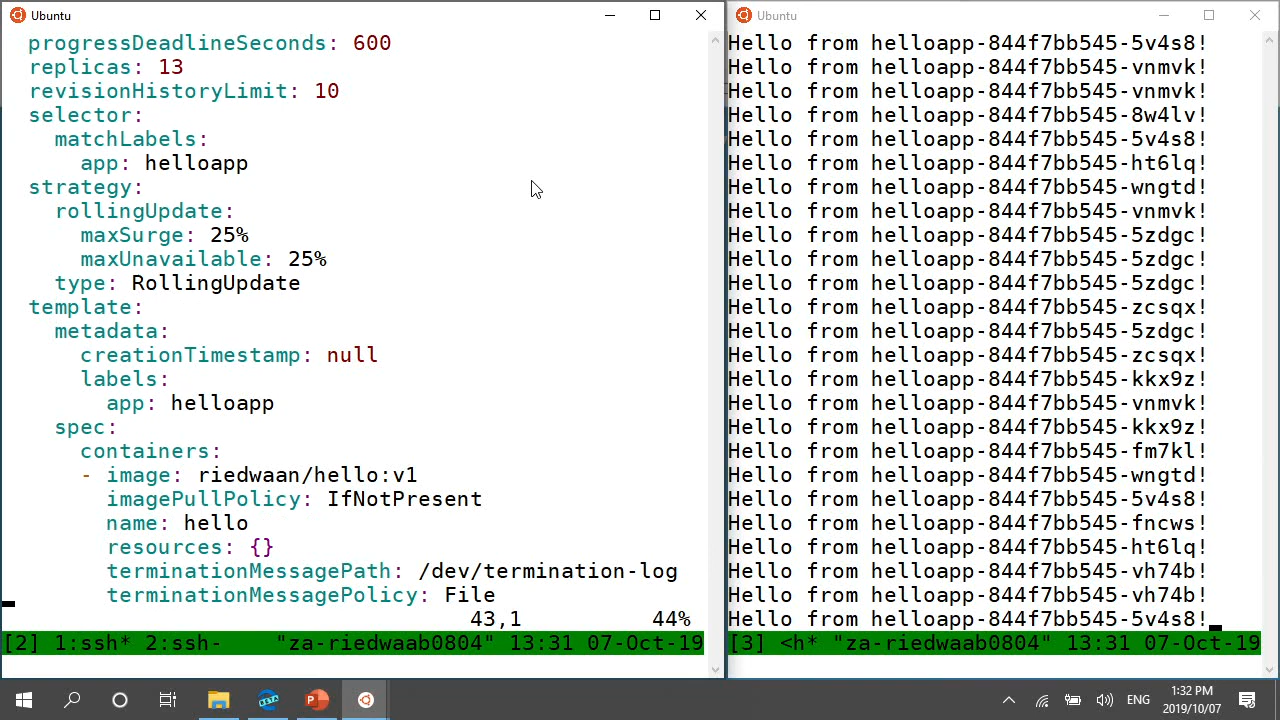 Ubuntu
progressDeadlineSeconds: 600
replicas: 13
revisionHistoryLimit: 10
selector:
matchLabels:
app: helloapp
strategy:
rollingUpdate:
maxSurge: 25%
maxUnavailable: 25%
type: RollingUpdate
template:
metadata:
creationTimestamp: null
labels:
app: helloapp
spec:
containers:
- image: riedwaan/hello:v1
imagePullPolicy: IfNotPresent
name: hello
resources: {}
terminationMessagePath: /dev/termination-log
terminationMessagePolicy: File
43,1 44%
[2] 1:ssh* 2:ssh- "za-riedwaab0804" 13:31 07-Oct-19
Ubuntu
Hello from helloapp-844f7bb545-5v4s8!
Hello from helloapp-844f7bb545-vnmvk!
Hello from helloapp-844f7bb545-vnmvk!
Hello from helloapp-844f7bb545-8w4lv!
Hello from helloapp-844f7bb545-5v4s8!
Hello from helloapp-844f7bb545-ht6lq!
Hello from helloapp-844f7bb545-wngtd!
Hello from helloapp-844f7bb545-vnmvk!
Hello from helloapp-844f7bb545-5zdgc!
Hello from helloapp-844f7bb545-5zdgc!
Hello from helloapp-844f7bb545-5zdgc!
Hello from helloapp-844f7bb545-zcsqx!
Hello from helloapp-844f7bb545-5zdgc!
Hello from helloapp-844f7bb545-zcsqx!
Hello from helloapp-844f7bb545-kkx9z!
Hello from helloapp-844f7bb545-vnmvk!
Hello from helloapp-844f7bb545-kkx9z!
Hello from helloapp-844f7bb545-fm7kl!
Hello from helloapp-844f7bb545-wngtd!
Hello from helloapp-844f7bb545-5v4s8!
Hello from helloapp-844f7bb545-fncws!
Hello from helloapp-844f7bb545-ht6lq!
Hello from helloapp-844f7bb545-vh74b!
Hello from helloapp-844f7bb545-vh74b!
Hello from helloapp-844f7bb545-5v4s8!
[3] <h* "za-riedwaab0804" 13:31 07-Oct-19
BETA
P
ENG
1:32 PM
2019/10/07